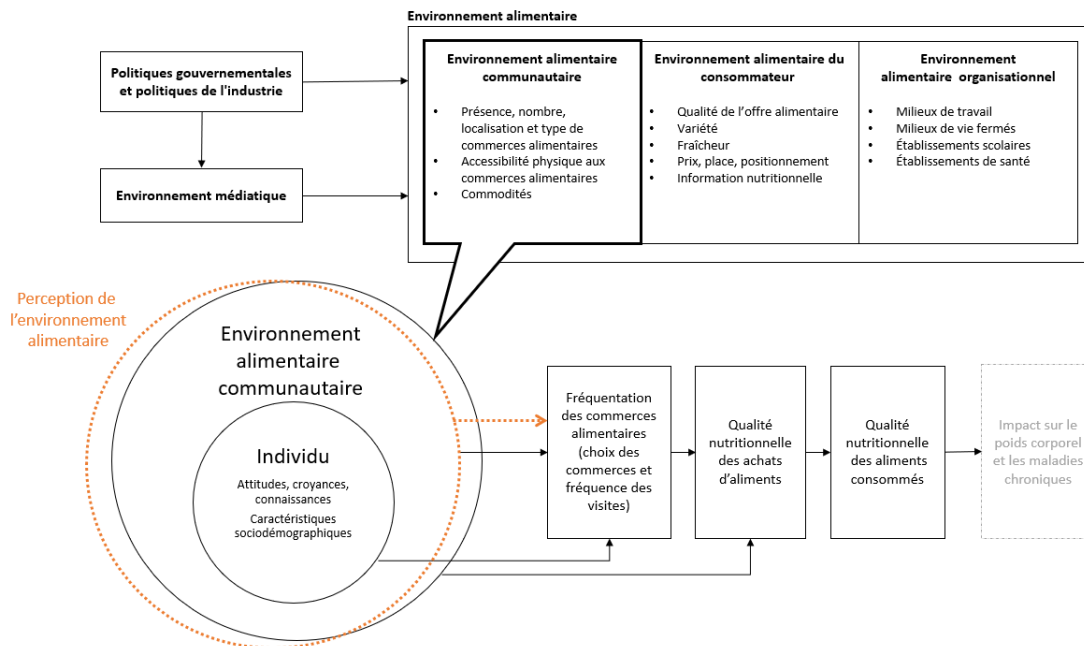 Environnement alimentaire
Politiques gouvernementales
et politiques de l'industrie
Environnement médiatique
Environnement alimentaire
communautaire
• Présence, nombre,
localisation et type de
commerces alimentaires
• Accessibilité physique aux
commerces alimentaires
• Commodités
Environnement alimentaire du
consommateur
• Qualité de l’offre alimentaire
• Variété
• Fraîcheur
• Prix, place, positionnement
• Information nutritionnelle
Environnement
alimentaire organisationnel
• Milieux de travail
• Milieux de vie fermés
• Établissements scolaires
• Établissements de santé
Perception de
l’environnement
alimentaire
Environnement
alimentaire
communautaire
Individu
Attitudes, croyances,
connaissances
Caractéristiques
sociodémographiques
Fréquentation
des commerces
alimentaires
(choix des
commerces et
fréquence des
visites)
Qualité
nutritionnelle
des achats
d’aliments
Qualité
nutritionnelle
des aliments
consommés
Impact sur le
poids corporel
et les maladies
chroniques